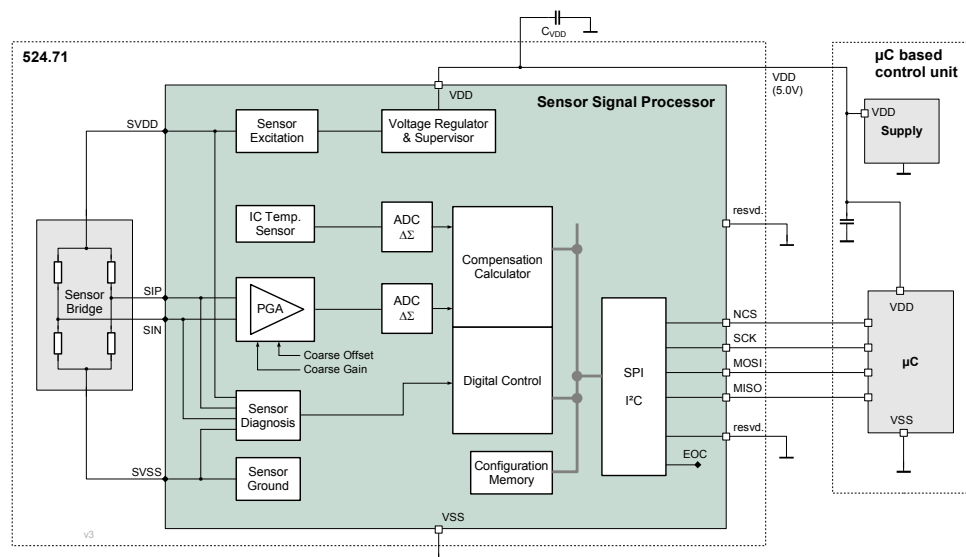 524.71
C_VDD
µC based
control unit
VDD
(5.0V)
VDD
Sensor Signal Processor
VDD
Supply
SVDD
Sensor
Excitation
Voltage Regulator
& Supervisor
IC Temp.
Sensor
ADC
ΔΣ
Compensation
Calculator
resvd.
Sensor
Bridge
SIP
SIN
PGA
ADC
ΔΣ
Coarse Offset
Coarse Gain
Digital Control
SPI
I²C
NCS
SCK
MOSI
MISO
VDD
µC
VSS
Sensor
Diagnosis
resvd.
EOC
SVSS
Sensor
Ground
Configuration
Memory
VSS
v3